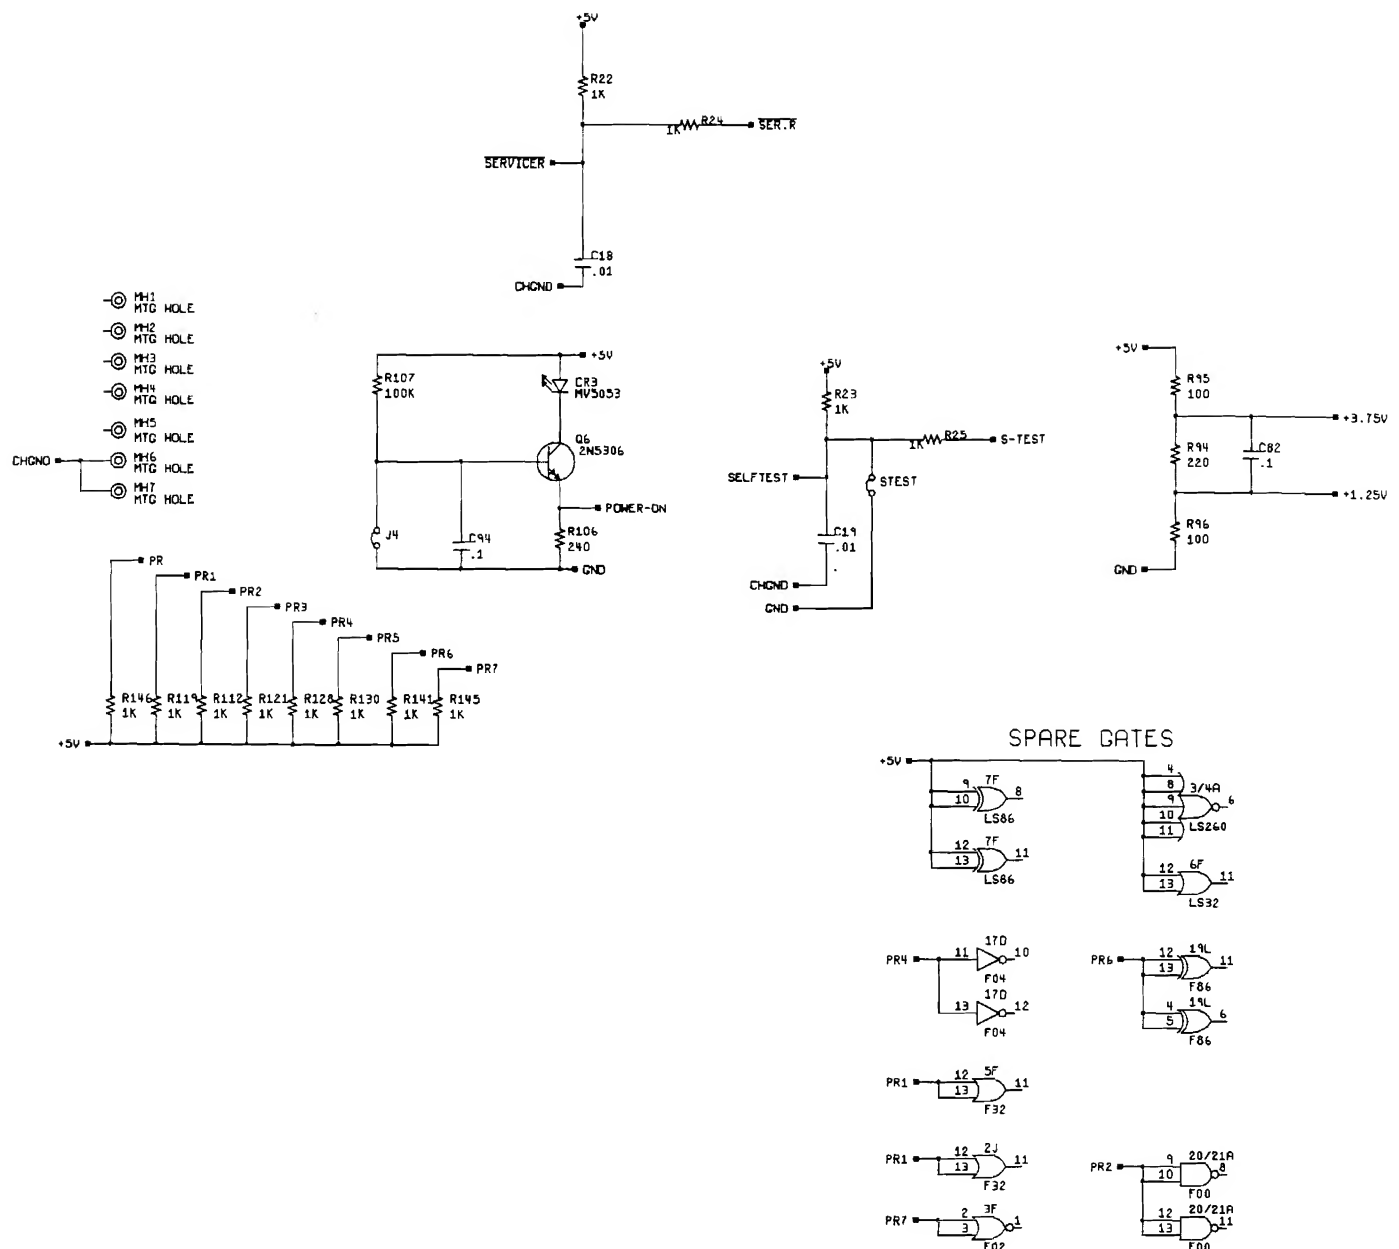 +5V
R22
1K
1K
R24
SER.R
SERVICER
C18
.01
CHGND
MH1
MTG HOLE
MH2
MTG HOLE
MH3
MTG HOLE
MH4
MTG HOLE
MH5
MTG HOLE
MH6
MTG HOLE
MH7
MTG HOLE
CHGND
+5V
R107
100K
CR3
MV5053
Q6
2N5306
POWER-ON
J4
C94
.1
R106
240
GND
+5V
R23
1K
1K
R25
S-TEST
SELFTEST
STEST
C19
.01
CHGND
GND
+5V
R95
100
+3.75V
R94
220
C82
.1
+1.25V
R96
100
GND
PR
PR1
PR2
PR3
PR4
PR5
PR6
PR7
R146
1K
R119
1K
R112
1K
R121
1K
R128
1K
R130
1K
R141
1K
R145
1K
+5V
SPARE GATES
+5V
9
10
7F
8
LS86
12
13
7F
11
LS86
4
8
9
10
11
3/4A
6
LS260
12
13
6F
11
LS32
PR4
11
17D
10
F04
13
17D
12
F04
PR6
12
13
19L
11
F86
4
5
19L
6
F86
PR1
12
13
5F
11
F32
PR1
12
13
2J
11
F32
PR2
9
10
20/21A
8
F00
12
13
20/21A
11
F00
PR7
2
3
3F
1
F02